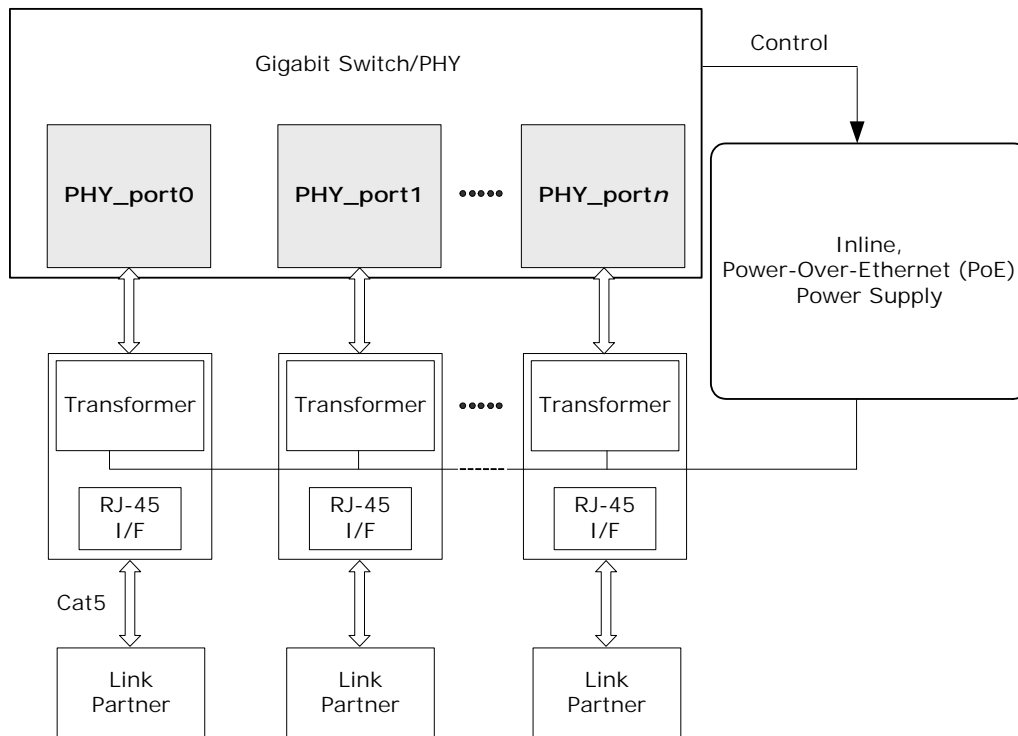 Control
Gigabit Switch/PHY
PHY_port0
PHY_port1
PHY_portn
Inline,
Power-Over-Ethernet (PoE)
Power Supply
Transformer
Transformer
Transformer
RJ-45
I/F
RJ-45
I/F
RJ-45
I/F
Cat5
Link
Partner
Link
Partner
Link
Partner